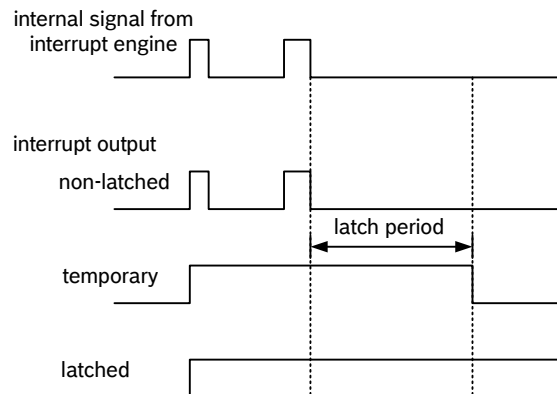 internal signal from
interrupt engine
interrupt output
non-latched
latch period
temporary
latched